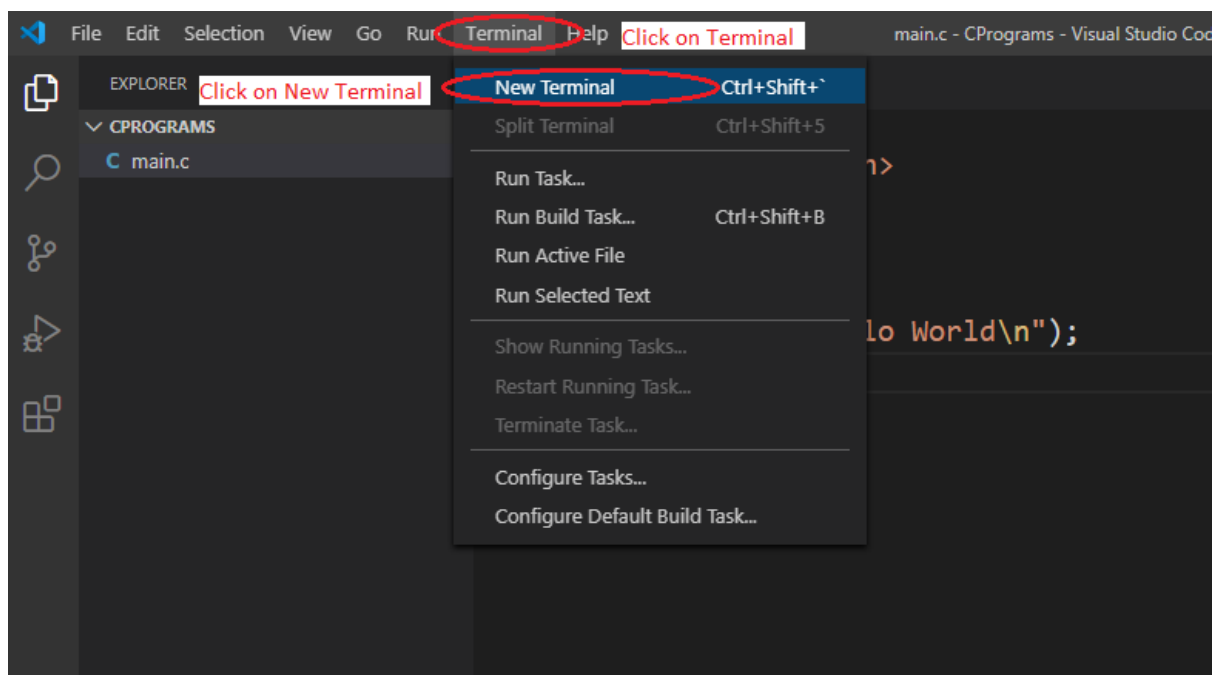 File Edit Selection View Go Run Terminal Help Click on Terminal main.c - CPrograms - Visual Studio Cod
EXPLORER Click on New Terminal New Terminal Ctrl+Shift+`
CPROGRAMS Split Terminal Ctrl+Shift+5
C main.c
h>
Run Task...
Run Build Task... Ctrl+Shift+B
Run Active File
Run Selected Text
lo World\n");
Show Running Tasks...
Restart Running Task...
Terminate Task...
Configure Tasks...
Configure Default Build Task...